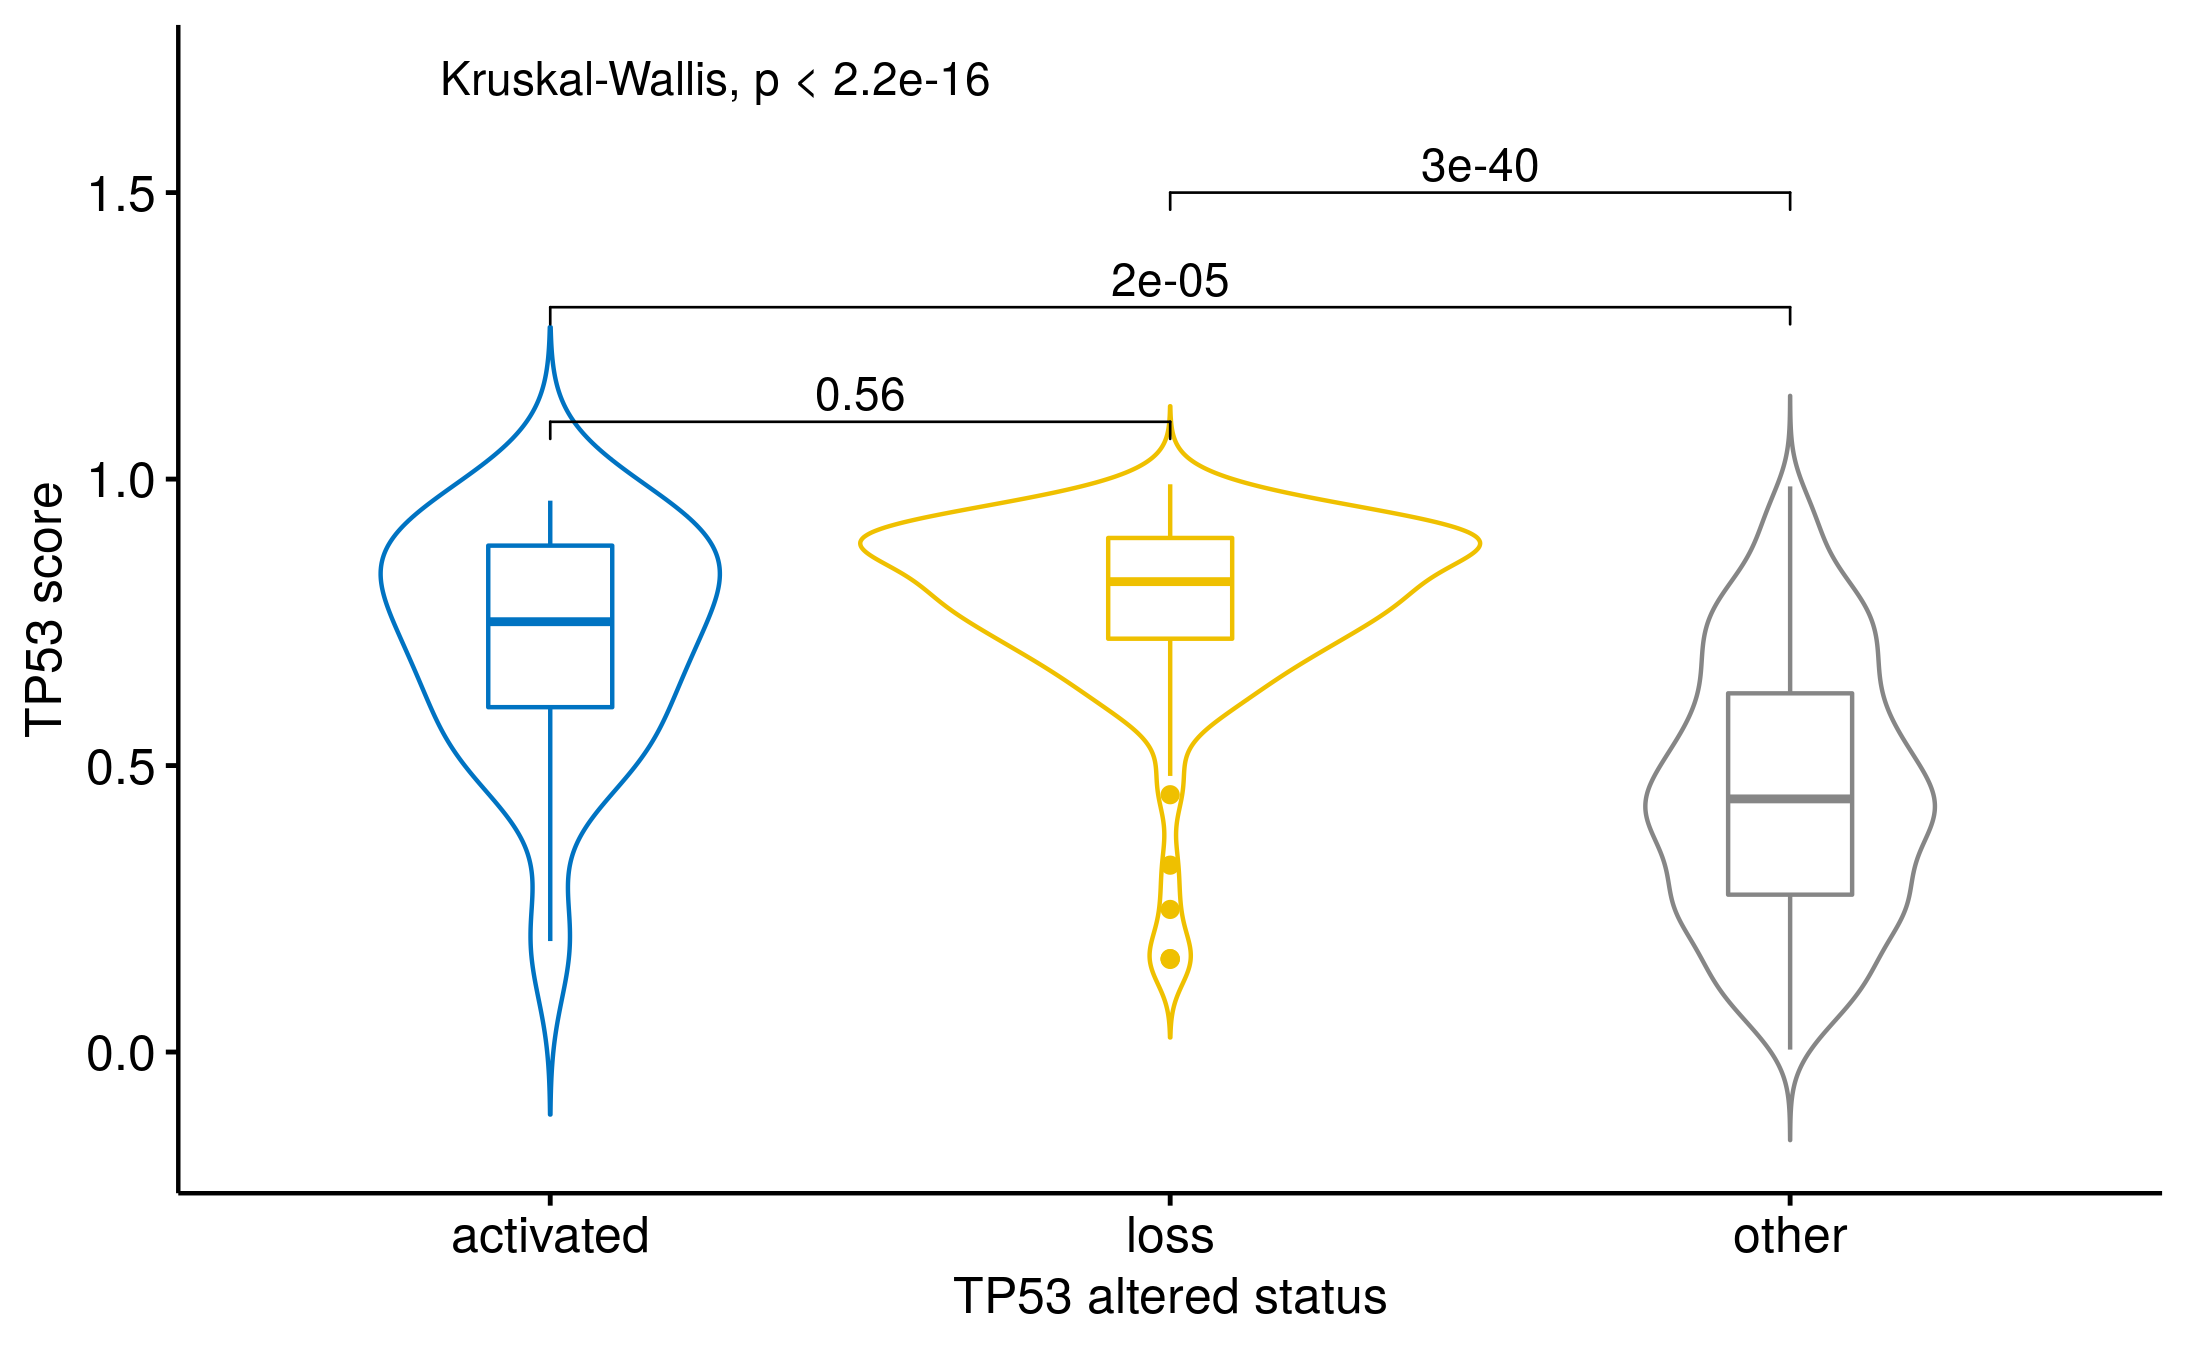 Kruskal-Wallis, p < 2.2e-16
3e-40
2e-05
0.56
1.5
1.0
0.5
0.0
TP53 score
activated
loss
other
TP53 altered status